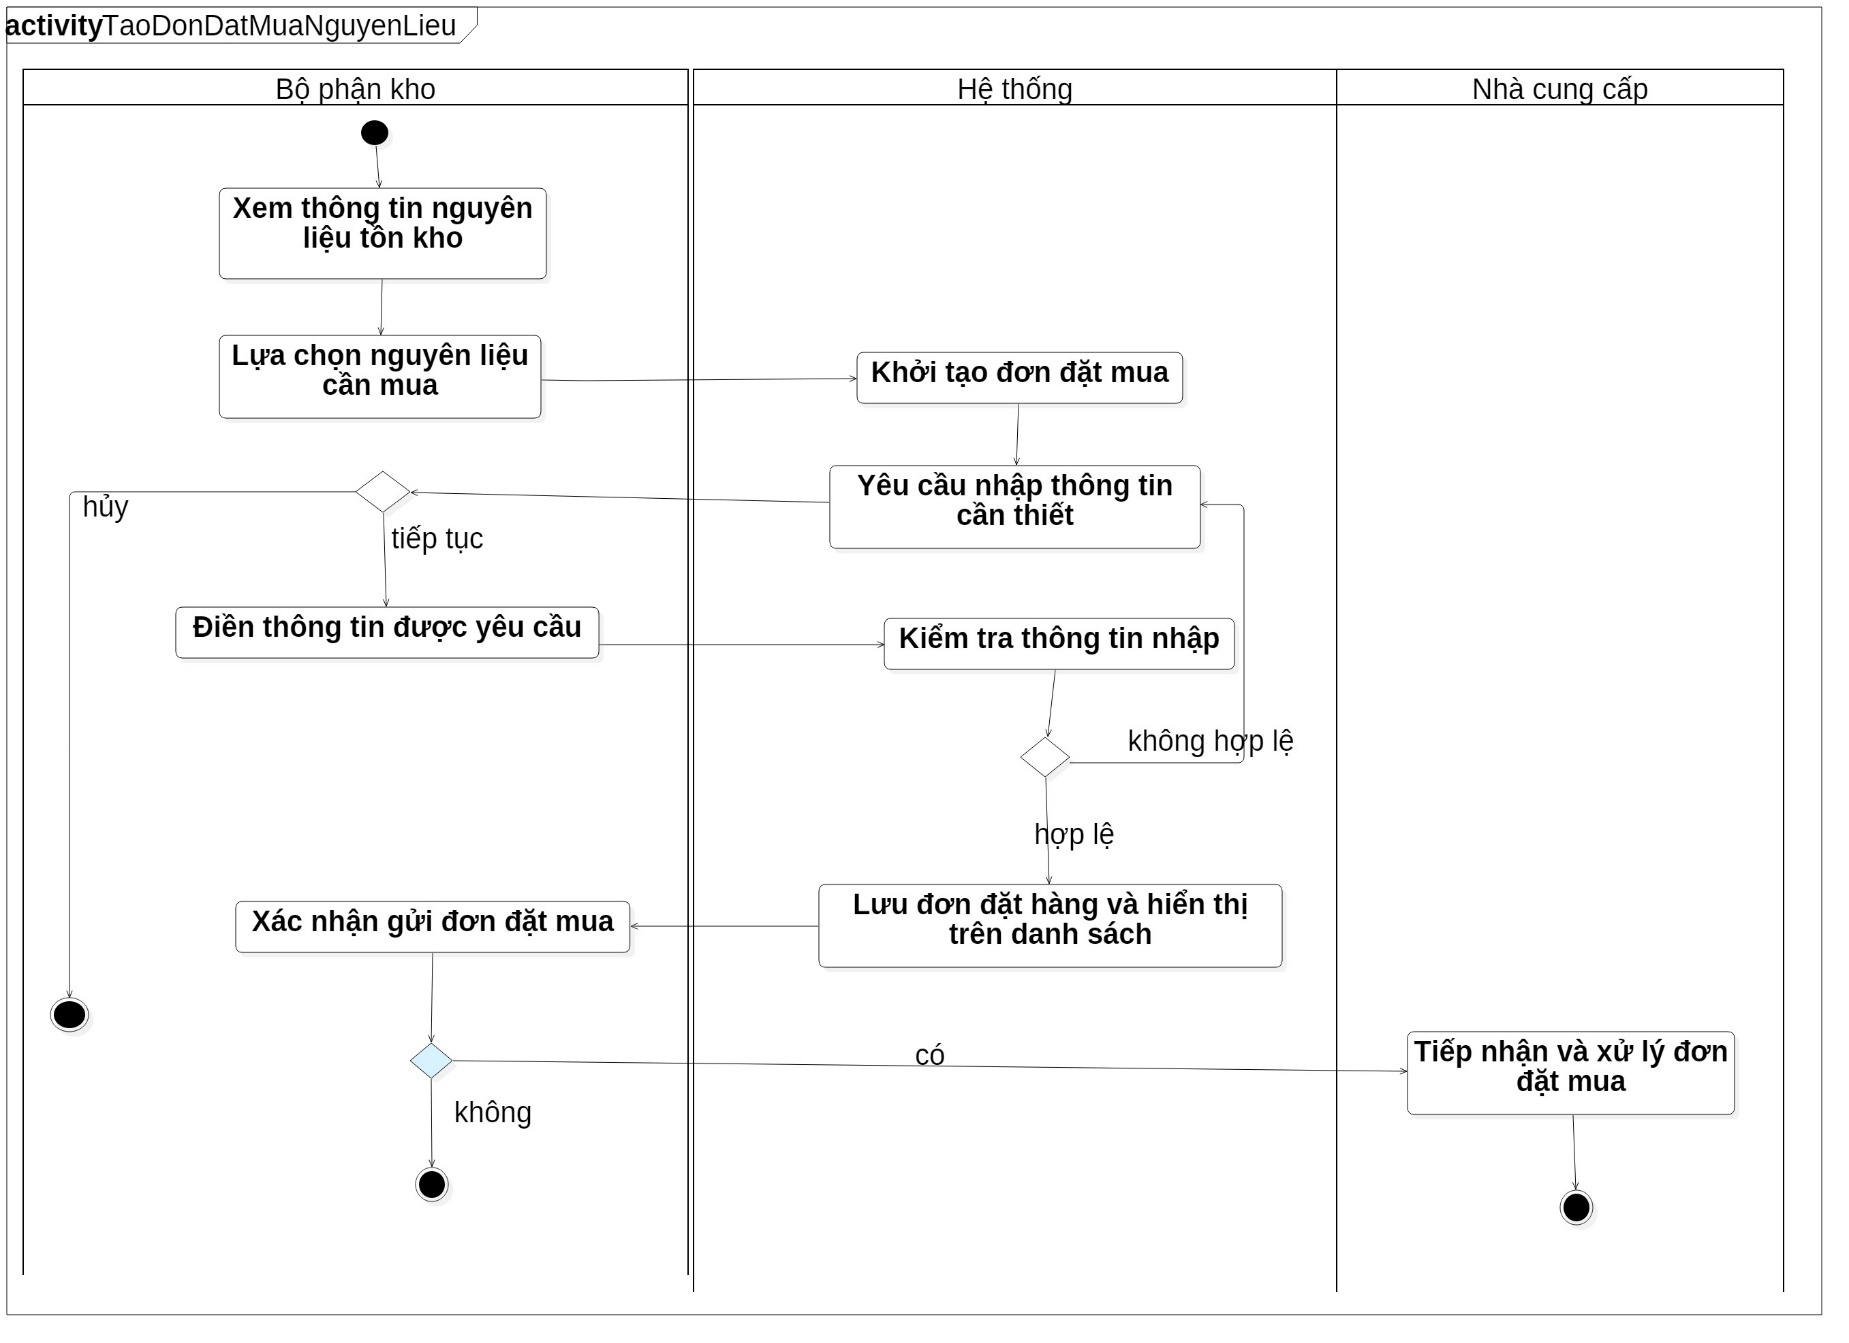 activityTaoDonDatMuaNguyenLieu
Bộ phận kho
Hệ thống
Nhà cung cấp
Xem thông tin nguyên
liệu tồn kho
Lựa chọn nguyên liệu
cần mua
Khởi tạo đơn đặt mua
Yêu cầu nhập thông tin
cần thiết
hủy
tiếp tục
Điền thông tin được yêu cầu
Kiểm tra thông tin nhập
không hợp lệ
hợp lệ
Lưu đơn đặt hàng và hiển thị
trên danh sách
Xác nhận gửi đơn đặt mua
có
Tiếp nhận và xử lý đơn
đặt mua
không